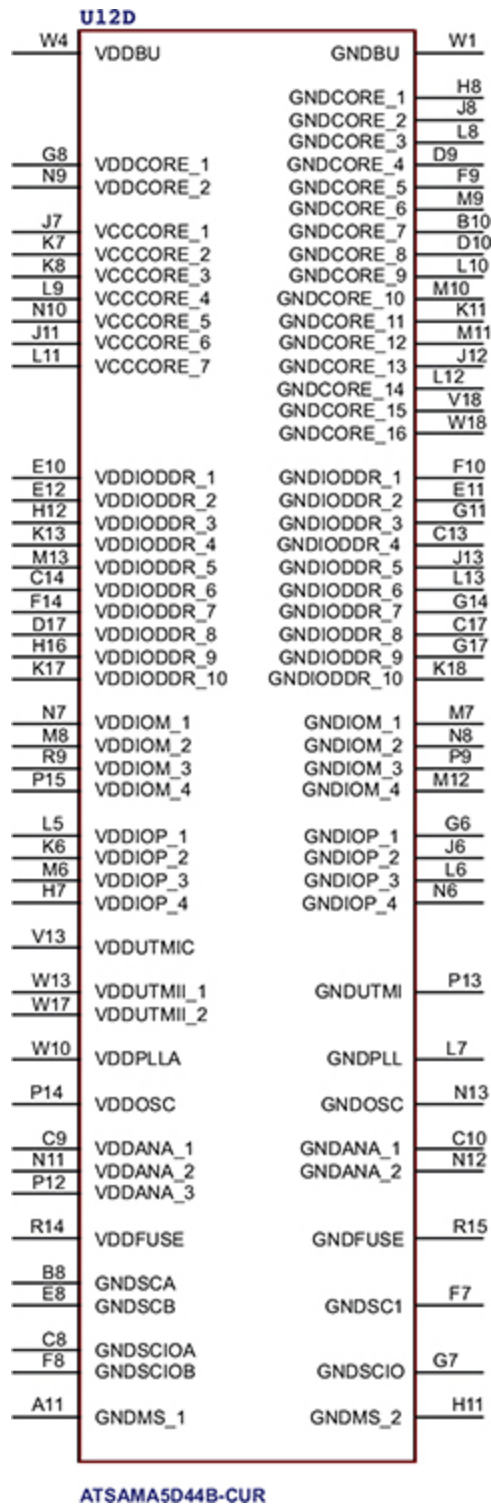 U12D
W4 VDDBU GNDBU W1
GNDCORE_1 H8
GNDCORE_2 J8
GNDCORE_3 L8
G8 VDDCORE_1 GNDCORE_4 D9
N9 VDDCORE_2 GNDCORE_5 F9
GNDCORE_6 M9
J7 VCCCORE_1 GNDCORE_7 B10
K7 VCCCORE_2 GNDCORE_8 D10
K8 VCCCORE_3 GNDCORE_9 L10
L9 VCCCORE_4 GNDCORE_10 M10
N10 VCCCORE_5 GNDCORE_11 K11
J11 VCCCORE_6 GNDCORE_12 M11
L11 VCCCORE_7 GNDCORE_13 J12
GNDCORE_14 L12
GNDCORE_15 V18
GNDCORE_16 W18
E10 VDDIODDR_1 GNDIODDR_1 F10
E12 VDDIODDR_2 GNDIODDR_2 E11
H12 VDDIODDR_3 GNDIODDR_3 G11
K13 VDDIODDR_4 GNDIODDR_4 C13
M13 VDDIODDR_5 GNDIODDR_5 J13
C14 VDDIODDR_6 GNDIODDR_6 L13
F14 VDDIODDR_7 GNDIODDR_7 G14
D17 VDDIODDR_8 GNDIODDR_8 C17
H16 VDDIODDR_9 GNDIODDR_9 G17
K17 VDDIODDR_10 GNDIODDR_10 K18
N7 VDDIOM_1 GNDIOM_1 M7
M8 VDDIOM_2 GNDIOM_2 N8
R9 VDDIOM_3 GNDIOM_3 P9
P15 VDDIOM_4 GNDIOM_4 M12
L5 VDDIOP_1 GNDIOP_1 G6
K6 VDDIOP_2 GNDIOP_2 J6
M6 VDDIOP_3 GNDIOP_3 L6
H7 VDDIOP_4 GNDIOP_4 N6
V13 VDDUTMIC
W13 VDDUTMII_1 GNDUTMI P13
W17 VDDUTMII_2
W10 VDDPLLA GNDPLL L7
P14 VDDOSC GNDOSC N13
C9 VDDANA_1 GNDANA_1 C10
N11 VDDANA_2 GNDANA_2 N12
P12 VDDANA_3
R14 VDDFUSE GNDFUSE R15
B8 GNDSCA
E8 GNDSCB GNDSC1 F7
C8 GNDSCIOA
F8 GNDSCIOB GNDSCIO G7
A11 GNDMS_1 GNDMS_2 H11
ATSAMA5D44B-CUR